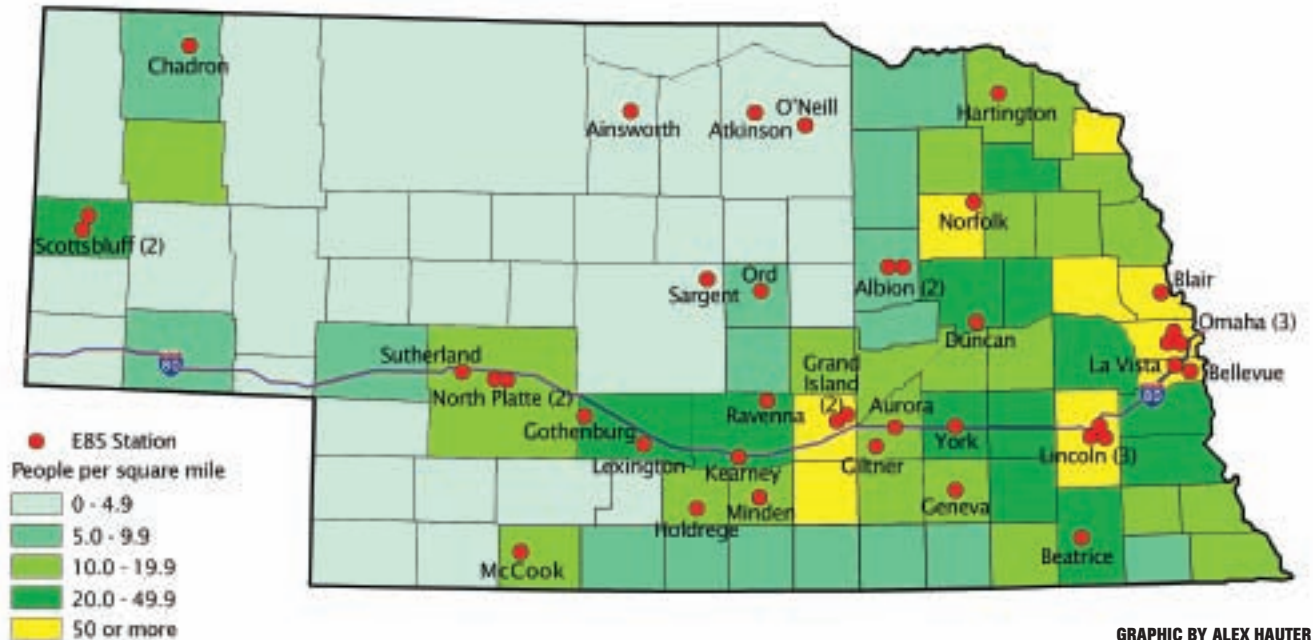 Chadron
Ainsworth
Atkinson
O'Neill
Hartington
Norfolk
Scottsbluff (2)
Sargent
Ord
Albion (2)
Blair
Omaha (3)
Duncan
La Vista
Bellevue
80
80
Sutherland
North Platte (2)
Grand
Island
(2)
Gothenburg
Ravenna
Aurora
York
Lincoln (3)
Lexington
Kearney
Giltner
Minden
Geneva
Holdrege
McCook
Beatrice
E85 Station
People per square mile
0 - 4.9
5.0 - 9.9
10.0 - 19.9
20.0 - 49.9
50 or more
GRAPHIC BY ALEX HAUTER